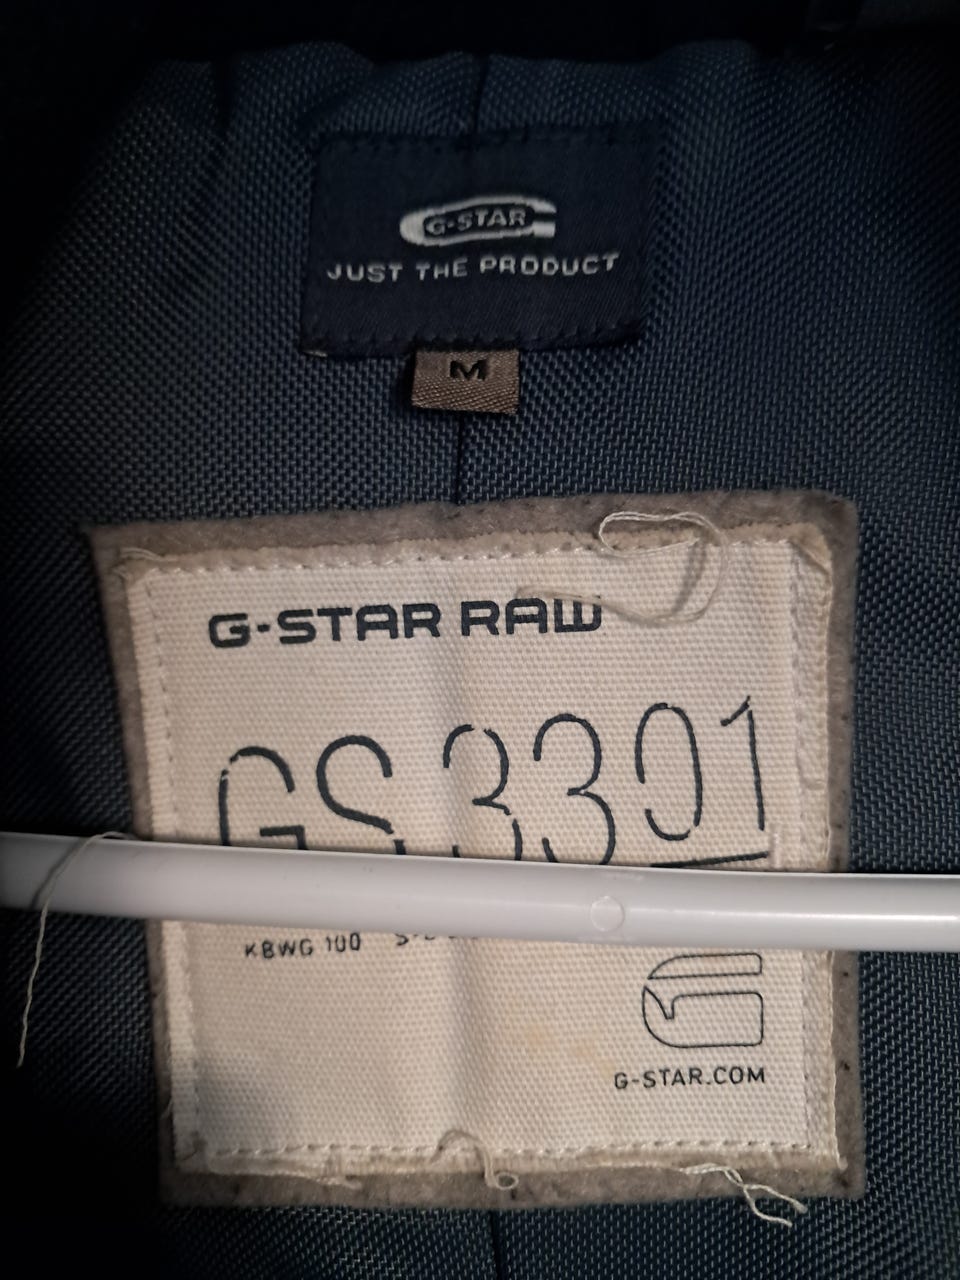 G-STAR
JUST THE PRODUCT
M
G-STAR RAW
GS 3301
KBWG 100
G-STAR.COM